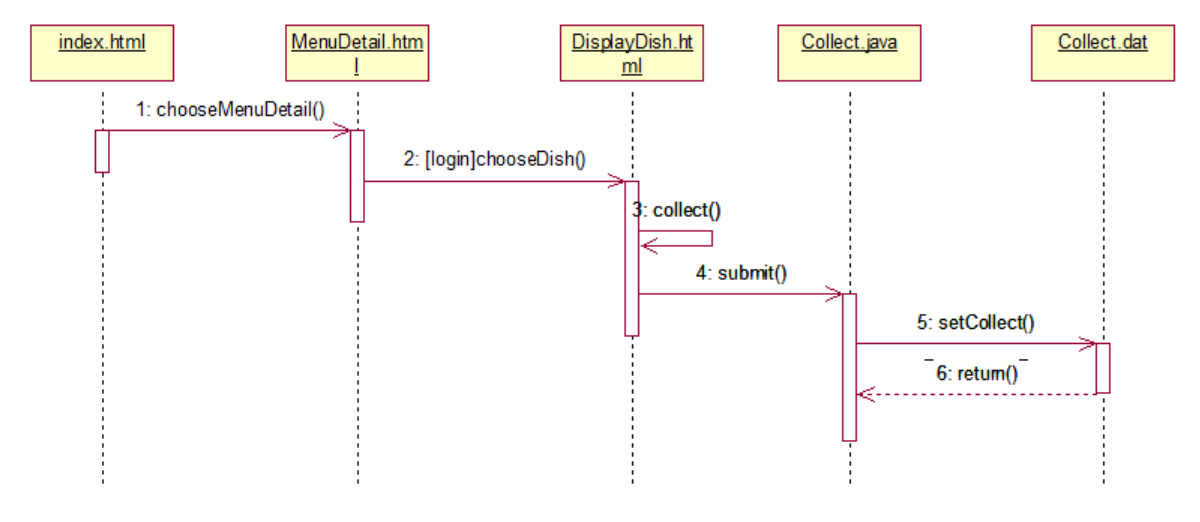 index.html
MenuDetail.htm
l
DisplayDish.ht
ml
Collect.java
Collect.dat
1: chooseMenuDetail()
2: [login]chooseDish()
3: collect()
4: submit()
5: setCollect()
6: return()